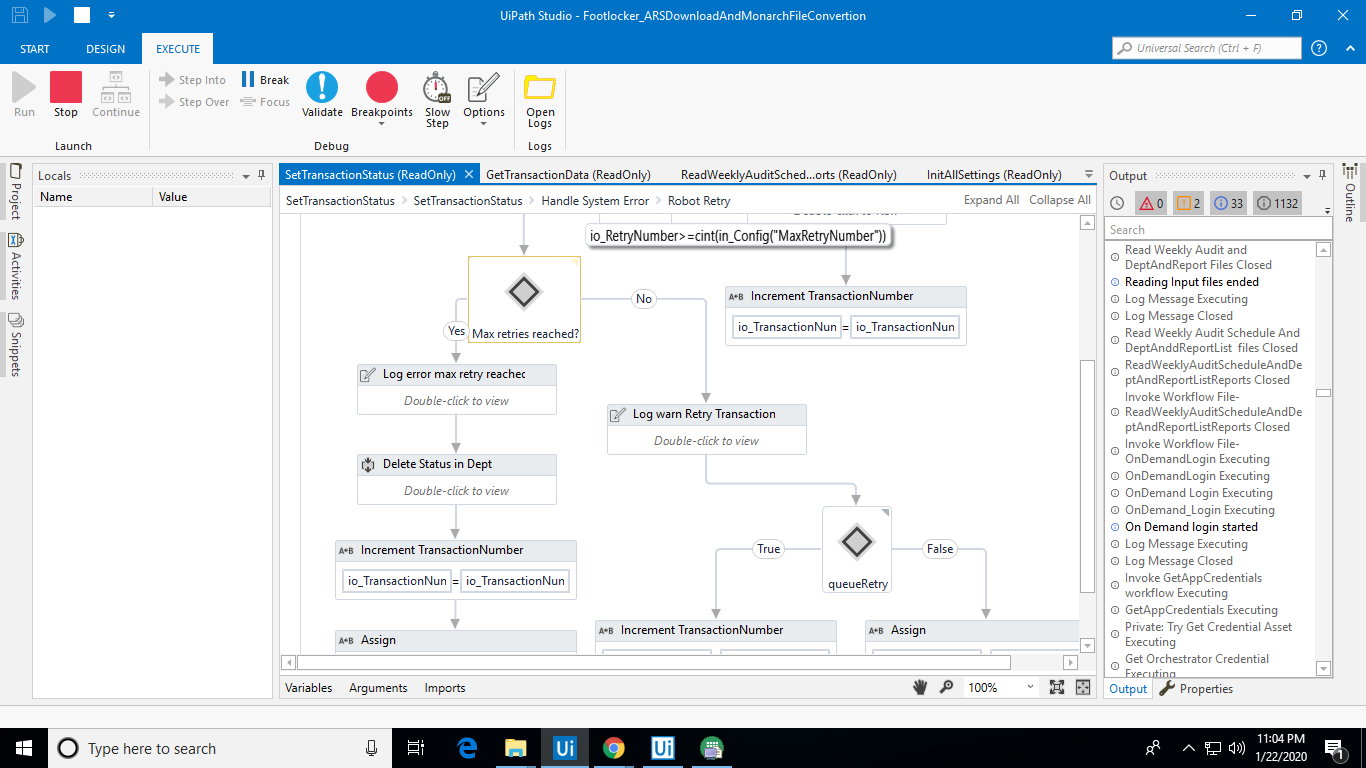 UiPath Studio - Footlocker_ARSDownloadAndMonarchFileConvertion
START
DESIGN
EXECUTE
Universal Search (Ctrl + F)
Run
Stop
Continue
Step Into
Step Over
Break
Focus
Validate
Breakpoints
Slow
Step
Options
Open
Logs
Launch
Debug
Logs
Project
Activities
Snippets
Locals
Name
Value
SetTransactionStatus (ReadOnly)
GetTransactionData (ReadOnly)
ReadWeeklyAuditSched...orts (ReadOnly)
InitAllSettings (ReadOnly)
SetTransactionStatus
SetTransactionStatus
Handle System Error
Robot Retry
Expand All
Collapse All
io_RetryNumber>=cint(in_Config("MaxRetryNumber"))
Max retries reached?
Yes
No
Increment TransactionNumber
io_TransactionNun = io_TransactionNun
Log error max retry reached
Double-click to view
Log warn Retry Transaction
Double-click to view
Delete Status in Dept
Double-click to view
Increment TransactionNumber
io_TransactionNun = io_TransactionNun
True
False
queueRetry
Assign
Increment TransactionNumber
Assign
Variables
Arguments
Imports
100%
Output
0
2
33
1132
Search
Read Weekly Audit and
DeptAndReport Files Closed
Reading Input files ended
Log Message Executing
Log Message Closed
Read Weekly Audit Schedule And
DeptAnddReportList files Closed
ReadWeeklyAuditScheduleAndDe
ptAndReportListReports Closed
Invoke Workflow File-
ReadWeeklyAuditScheduleAndDe
ptAndReportListReports Closed
Invoke Workflow File-
OnDemandLogin Executing
OnDemandLogin Executing
OnDemand Login Executing
OnDemand_Login Executing
On Demand login started
Log Message Executing
Log Message Closed
Invoke GetAppCredentials
workflow Executing
GetAppCredentials Executing
Private: Try Get Credential Asset
Executing
Get Orchestrator Credential
Executing
Output
Properties
Outline
Type here to search
Ui
Ui
11:04 PM
1/22/2020
1